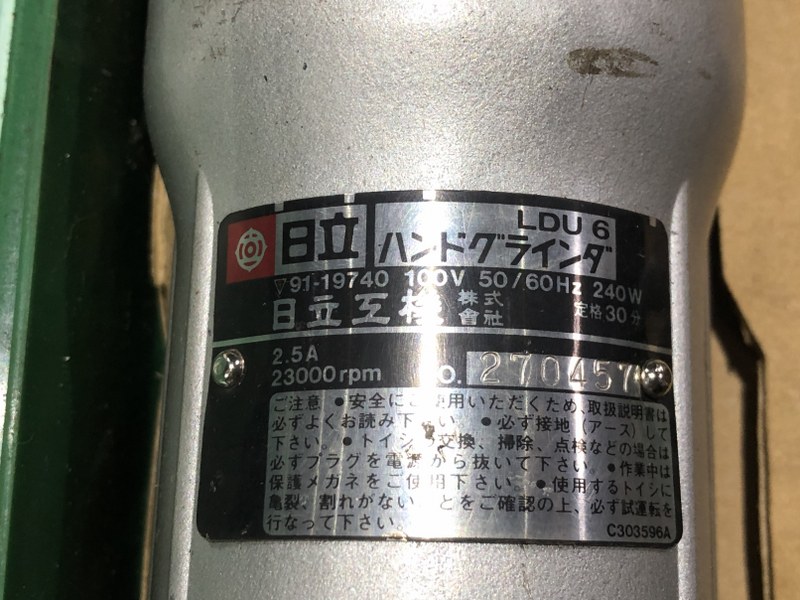 日立 LDU 6
ハンドグラインダ
▽91-19740 100V 50/60Hz 240W
日立工機 株式會社 定格30分
2.5A
23000rpm NO. 270457
ご注意 ●安全にご使用いただくため、取扱説明書は
必ずよくお読み下さい。 ●必ず接地(アース)して
下さい。 ●トイシの交換、掃除、点検などの場合は
必ずプラグを電源から抜いて下さい。 ●作業中は
保護メガネをご使用下さい。 ●使用するトイシに
亀裂、割れがないことをご確認の上、必ず試運転を
行なって下さい。
C303596A